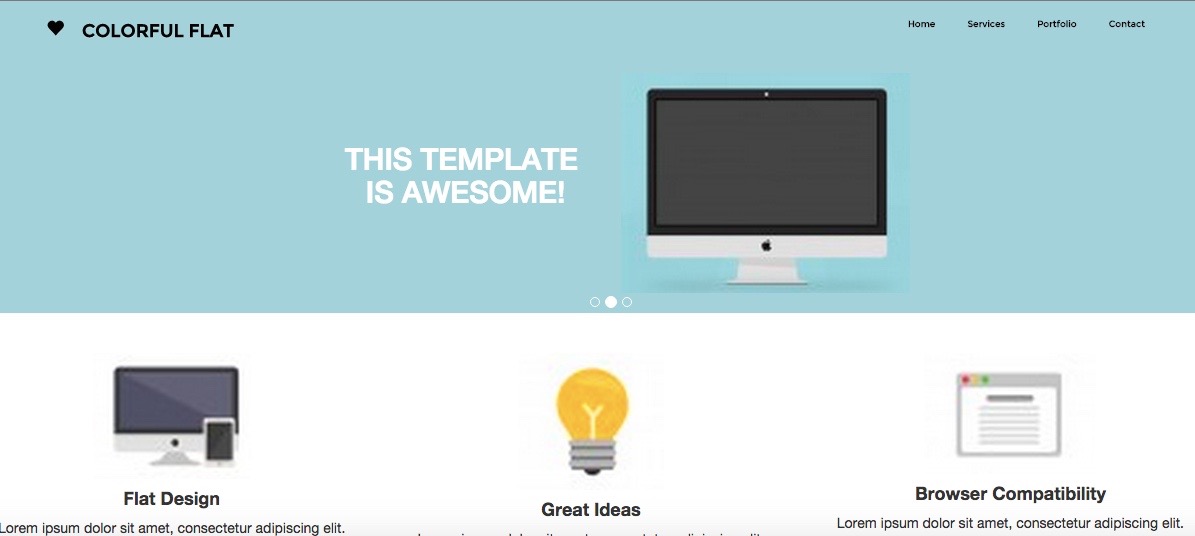 COLORFUL FLAT
Home Services Portfolio Contact
THIS TEMPLATE
IS AWESOME!
Flat Design
Lorem ipsum dolor sit amet, consectetur adipiscing elit.
Great Ideas
Browser Compatibility
Lorem ipsum dolor sit amet, consectetur adipiscing elit.